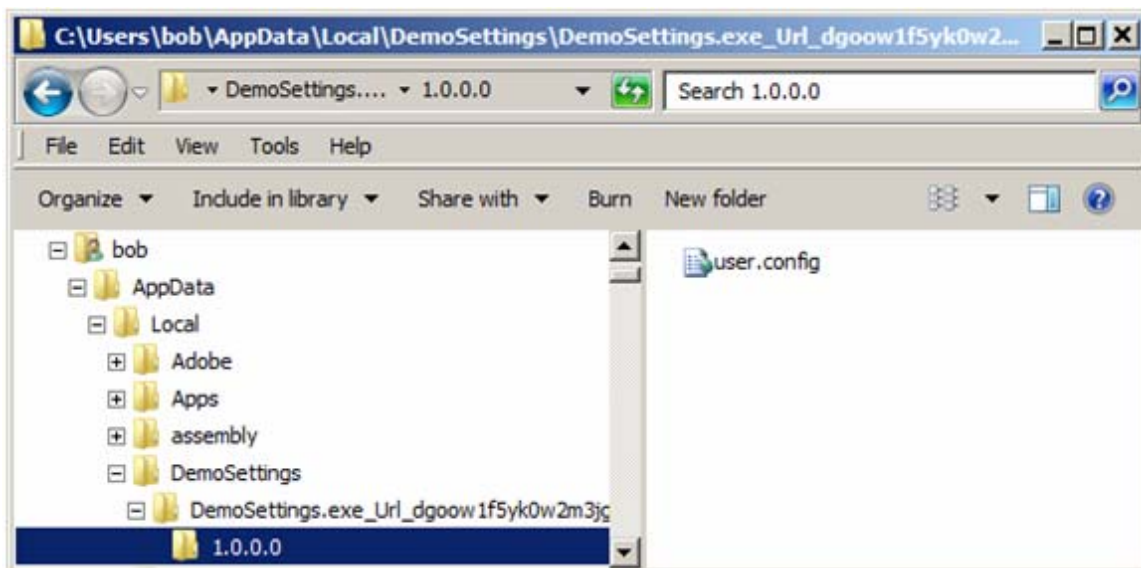 C:\Users\bob\AppData\Local\DemoSettings\DemoSettings.exe_Url_dgoow1f5yk0w2...
DemoSettings.... 1.0.0.0 Search 1.0.0.0
File Edit View Tools Help
Organize Include in library Share with Burn New folder
bob
user.config
AppData
Local
Adobe
Apps
assembly
DemoSettings
DemoSettings.exe_Url_dgoow1f5yk0w2m3jg
1.0.0.0